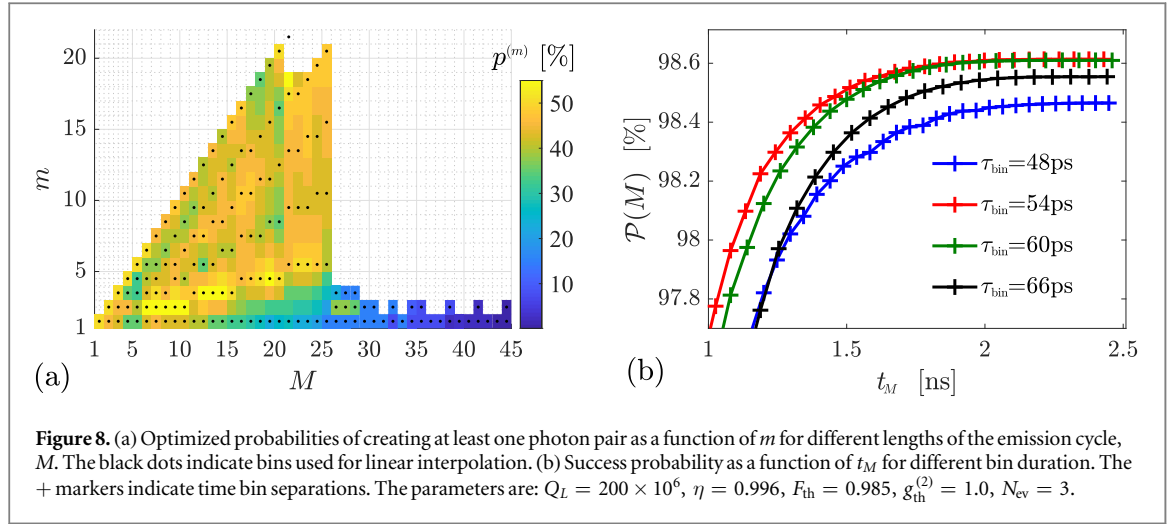 20
15
10
5
1
m
1 5 10 15 20 25 30 35 40 45
M
(a)
p^(m) [%]
50
40
30
20
10
98.6
98.4
98.2
98
97.8
P(M) [%]
1 1.5 2 2.5
t_M [ns]
(b)
τ_bin=48ps
τ_bin=54ps
τ_bin=60ps
τ_bin=66ps
Figure 8. (a) Optimized probabilities of creating at least one photon pair as a function of m for different lengths of the emission cycle,
M. The black dots indicate bins used for linear interpolation. (b) Success probability as a function of t_M for different bin duration. The
+ markers indicate time bin separations. The parameters are: Q_L = 200 × 10^6, η = 0.996, F_th = 0.985, g_th^(2) = 1.0, N_ev = 3.